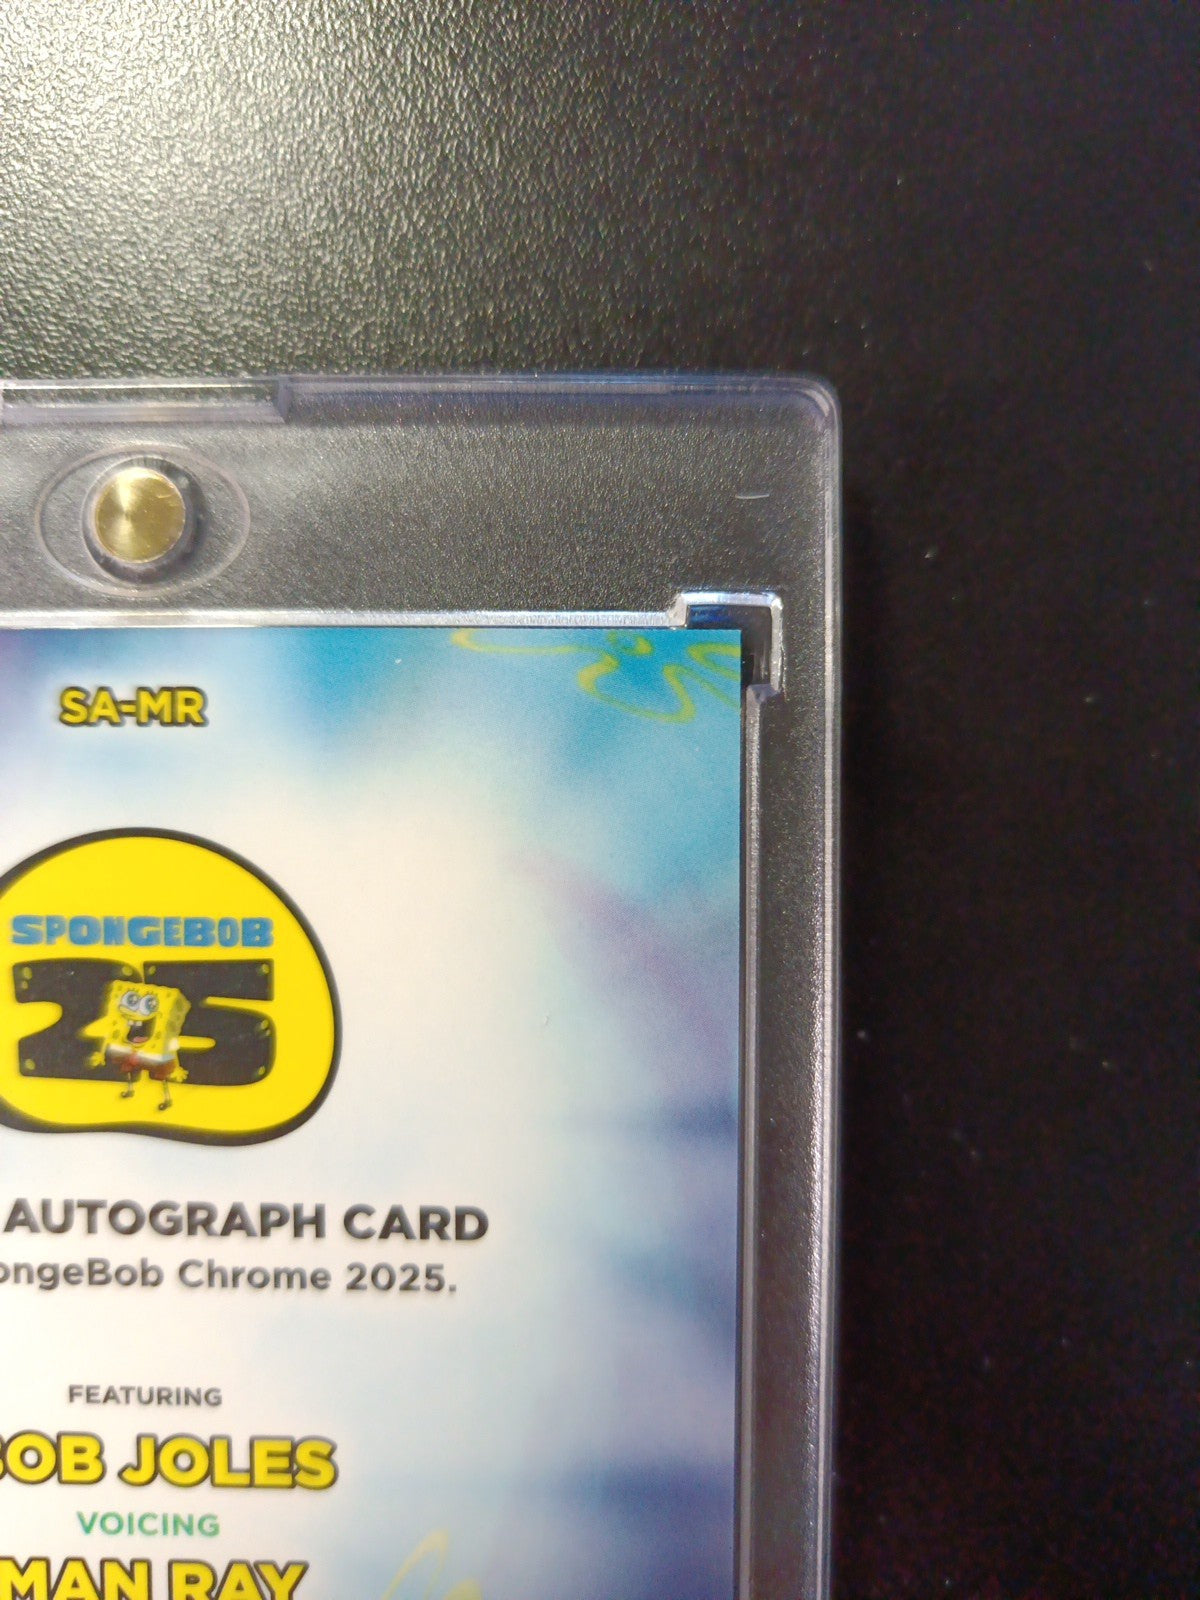 SA-MR
SPONGEBOB
25
AUTOGRAPH CARD
ongeBob Chrome 2025.
FEATURING
OB JOLES
VOICING
MAN RAY